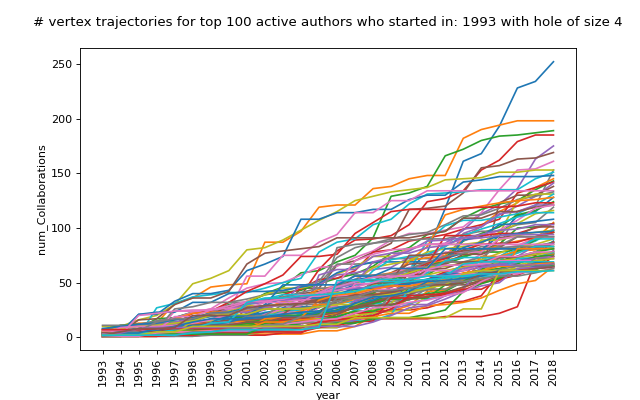 # vertex trajectories for top 100 active authors who started in: 1993 with hole of size 4
250
200
150
100
50
0
num_Collaborations
1993 1994 1995 1996 1997 1998 1999 2000 2001 2002 2003 2004 2005 2006 2007 2008 2009 2010 2011 2012 2013 2014 2015 2016 2017 2018
year